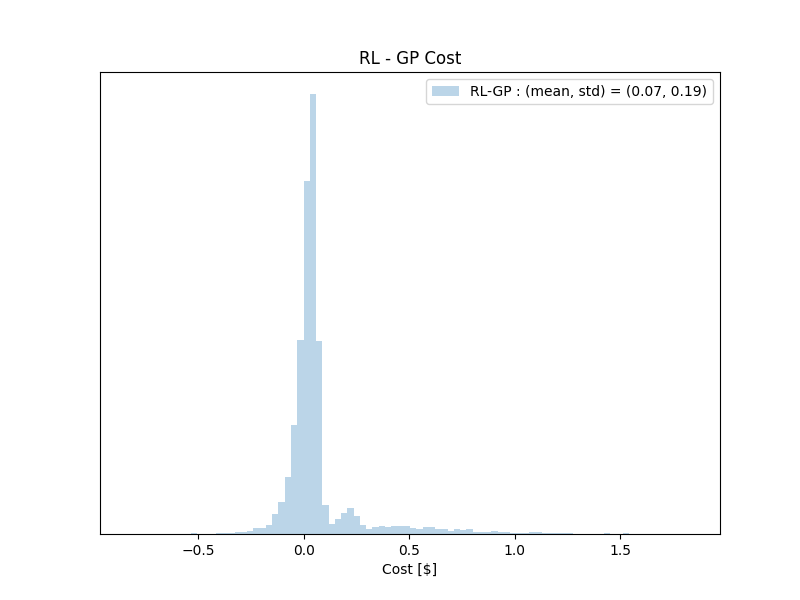 RL - GP Cost
RL-GP : (mean, std) = (0.07, 0.19)
−0.5 0.0 0.5 1.0 1.5
Cost [$]